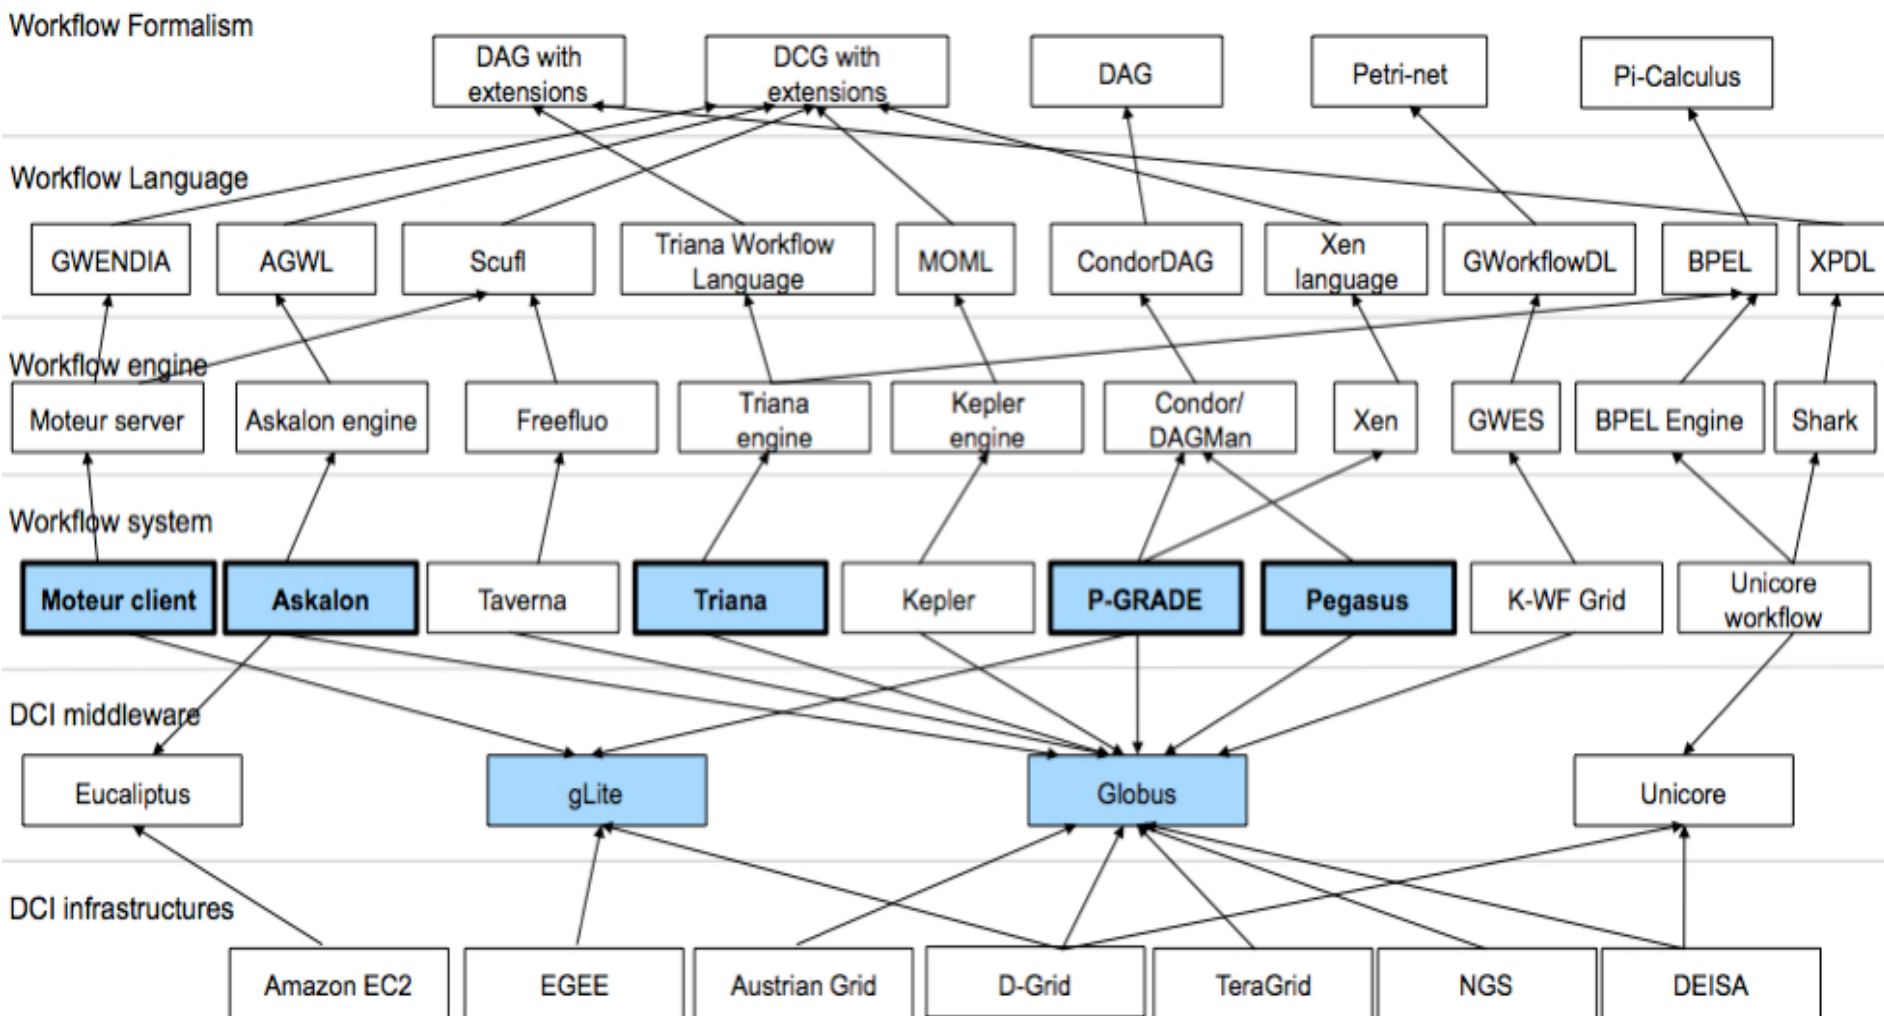 Workflow Formalism
DAG with
extensions
DCG with
extensions
DAG
Petri-net
Pi-Calculus
Workflow Language
GWENDIA
AGWL
Scufl
Triana Workflow
Language
MOML
CondorDAG
Xen
language
GWorkflowDL
BPEL
XPDL
Workflow engine
Moteur server
Askalon engine
Freefluo
Triana
engine
Kepler
engine
Condor/
DAGMan
Xen
GWES
BPEL Engine
Shark
Workflow system
Moteur client
Askalon
Taverna
Triana
Kepler
P-GRADE
Pegasus
K-WF Grid
Unicore
workflow
DCI middleware
Eucaliptus
gLite
Globus
Unicore
DCI infrastructures
Amazon EC2
EGEE
Austrian Grid
D-Grid
TeraGrid
NGS
DEISA